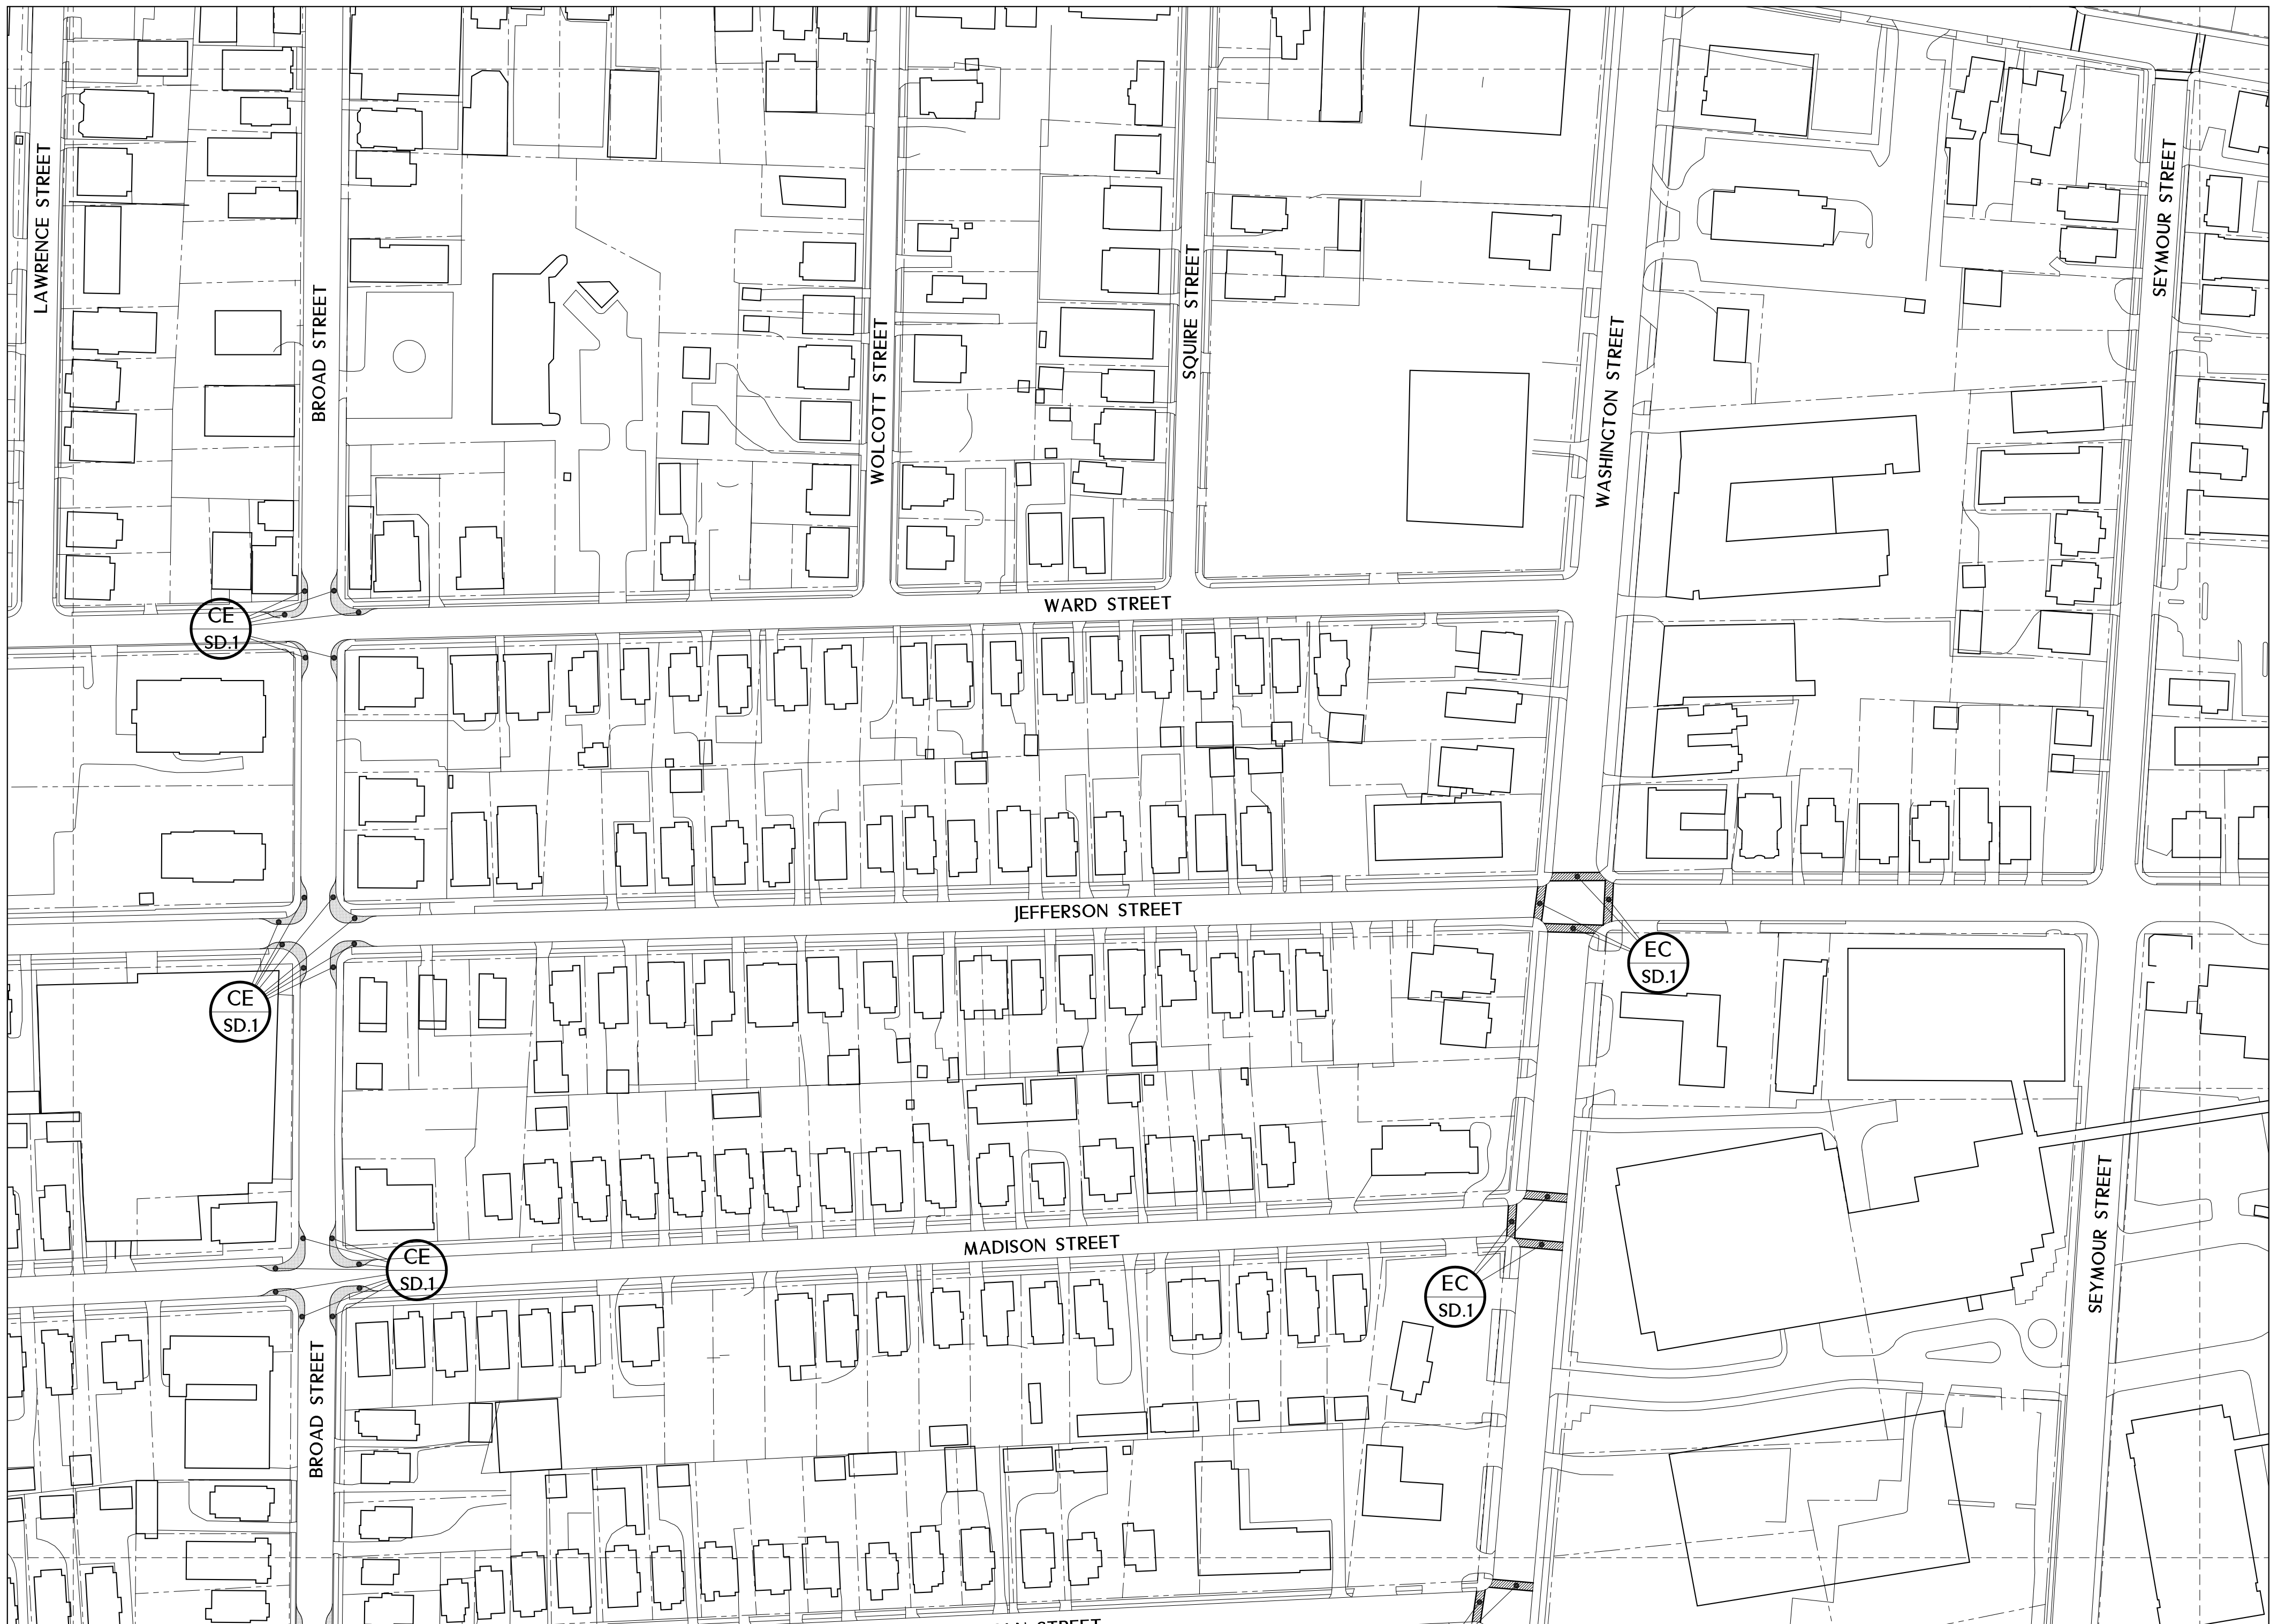 LAWRENCE STREET
BROAD STREET
WOLCOTT STREET
SQUIRE STREET
WASHINGTON STREET
SEYMOUR STREET
CE
SD.1
WARD STREET
JEFFERSON STREET
EC
SD.1
CE
SD.1
MADISON STREET
CE
SD.1
EC
SD.1
SEYMOUR STREET
BROAD STREET
STREET